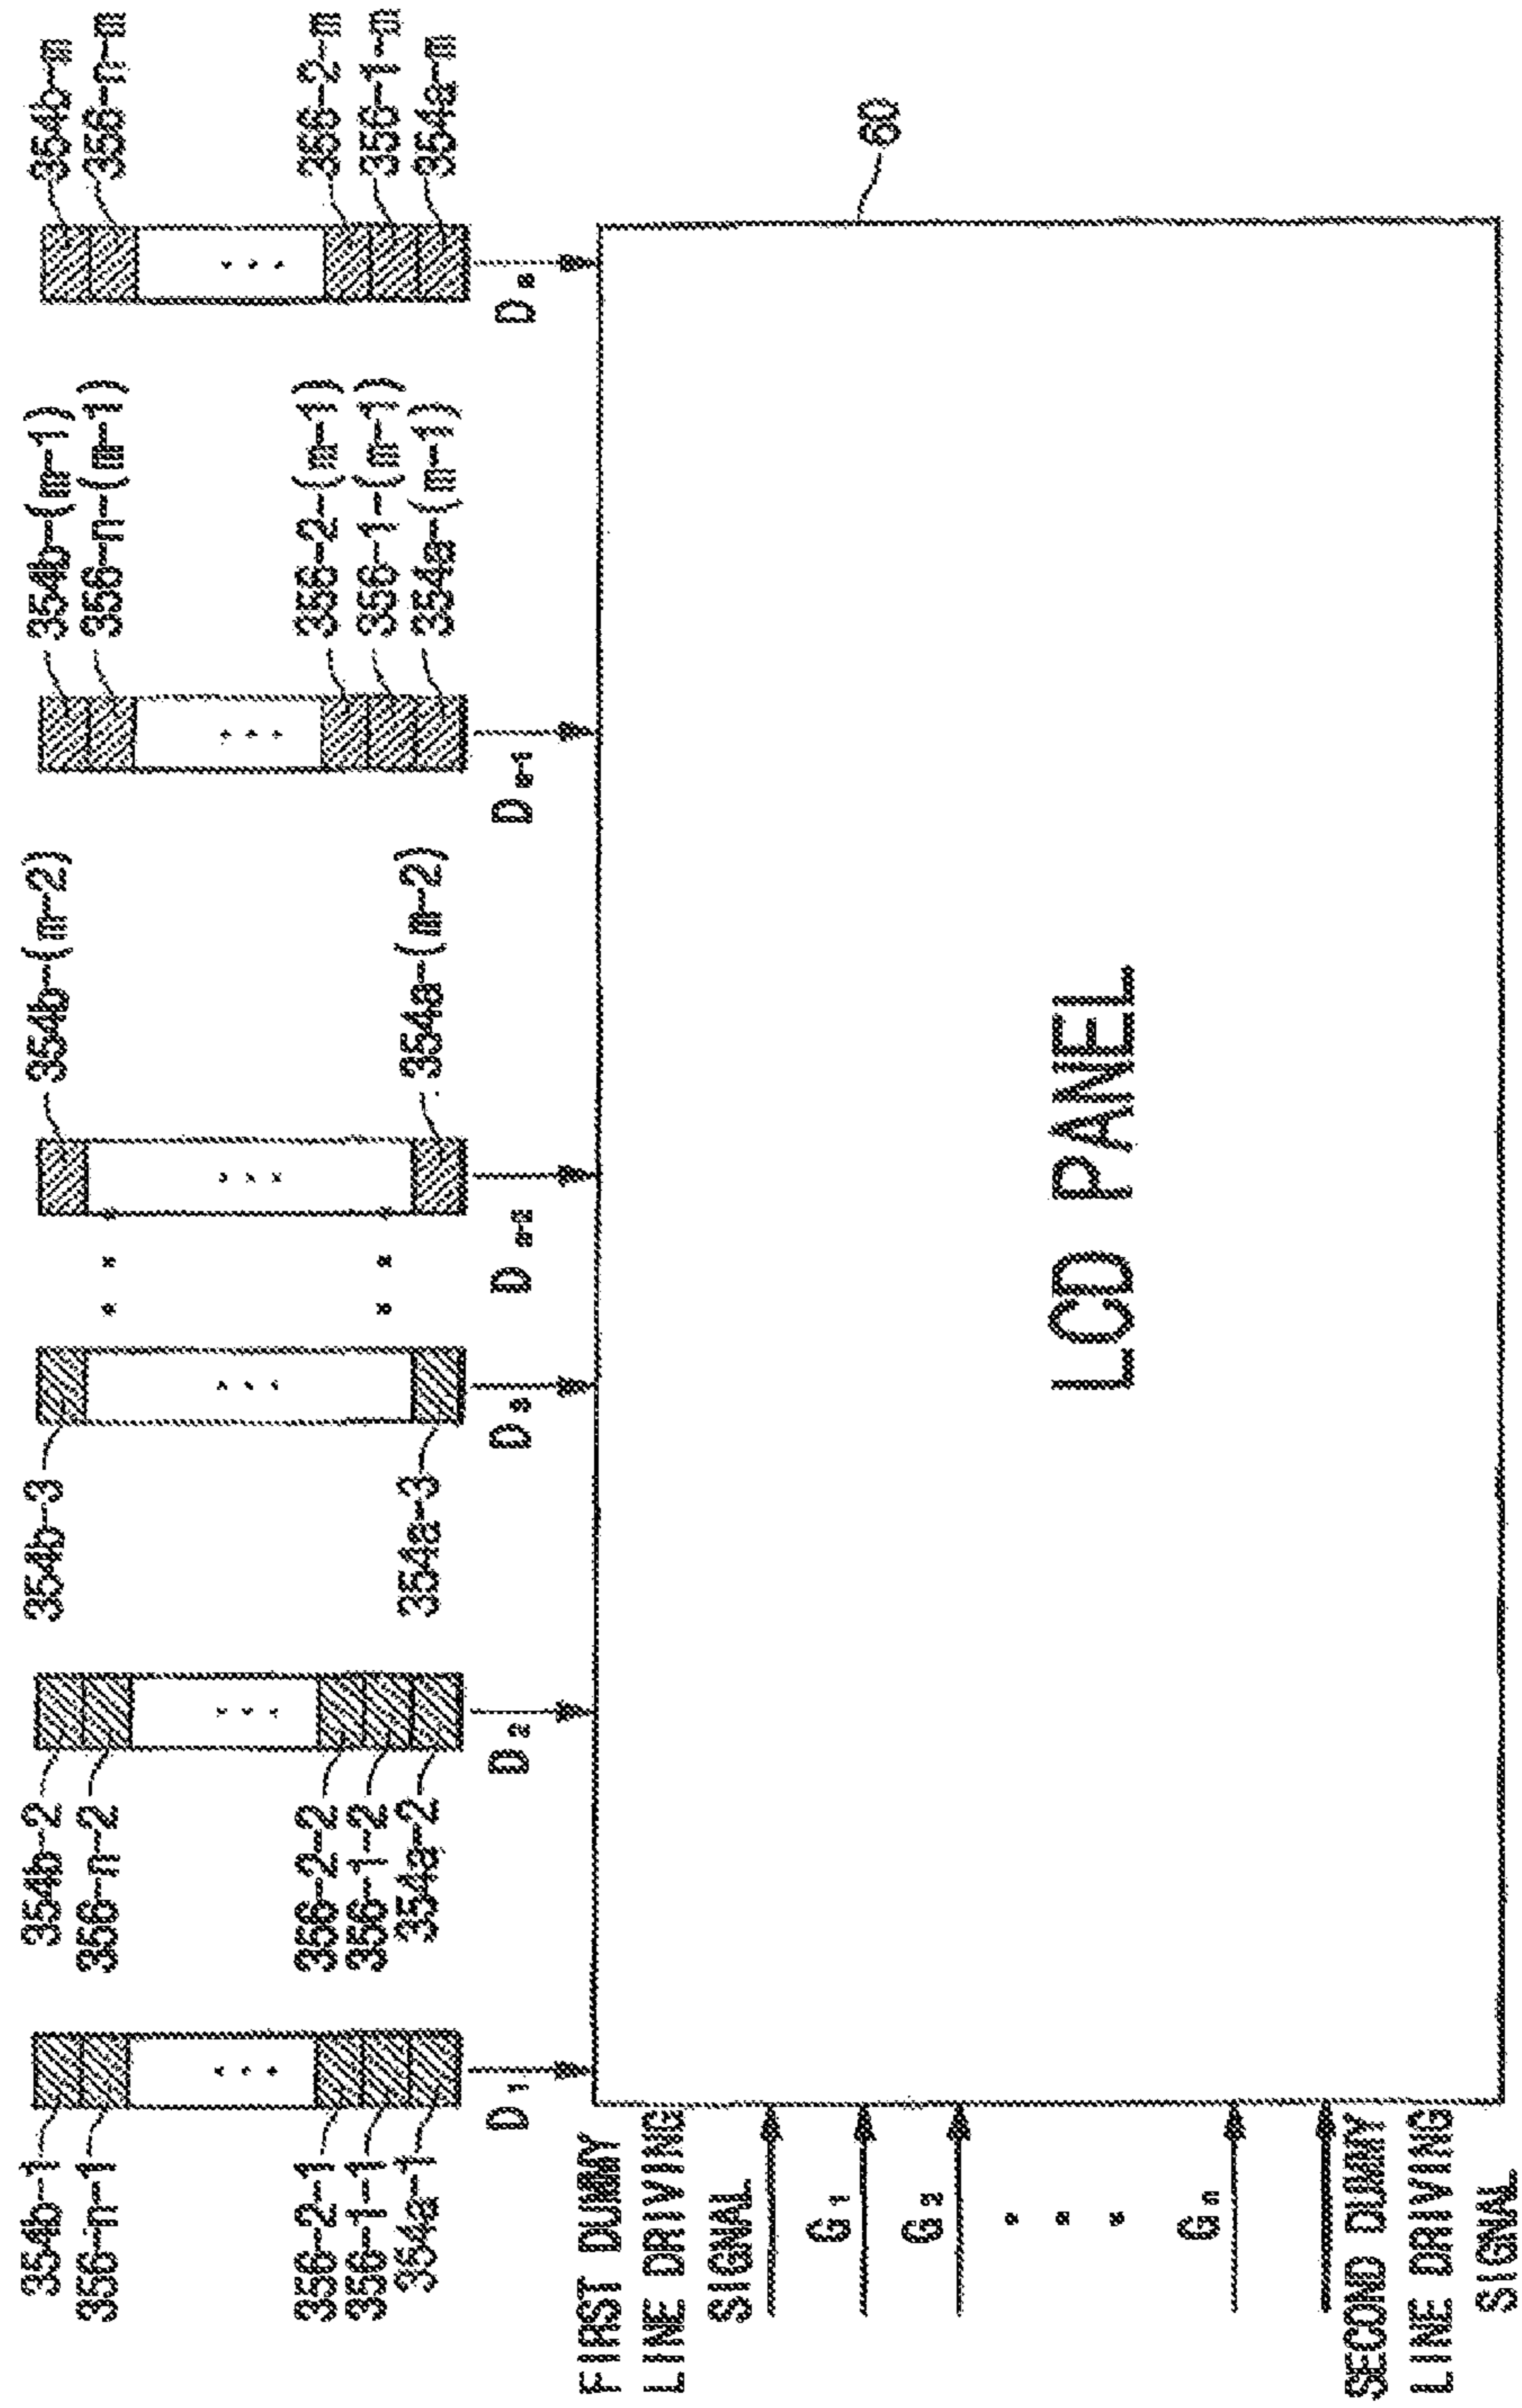 354b-1
356-n-1
356-2-1
356-1-1
354a-1
D1
354b-2
356-n-2
356-2-2
356-1-2
354a-2
D2
354b-3
354a-3
D3
354b-(m-2)
354a-(m-2)
Dm-2
354b-(m-1)
356-n-(m-1)
356-2-(m-1)
356-1-(m-1)
354a-(m-1)
Dm-1
354b-m
356-n-m
356-2-m
356-1-m
354a-m
Dm
60
FIRST DUMMY
LINE DRIVING
SIGNAL
G1
G2
Gn
SECOND DUMMY
LINE DRIVING
SIGNAL
LCD PANEL